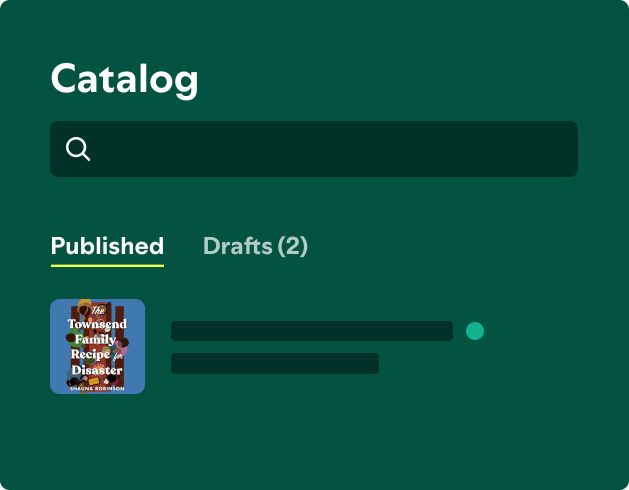 Catalog
Published Drafts (2)
The
Townsend
Family
Recipe for
Disaster
SHAUNA ROBINSON